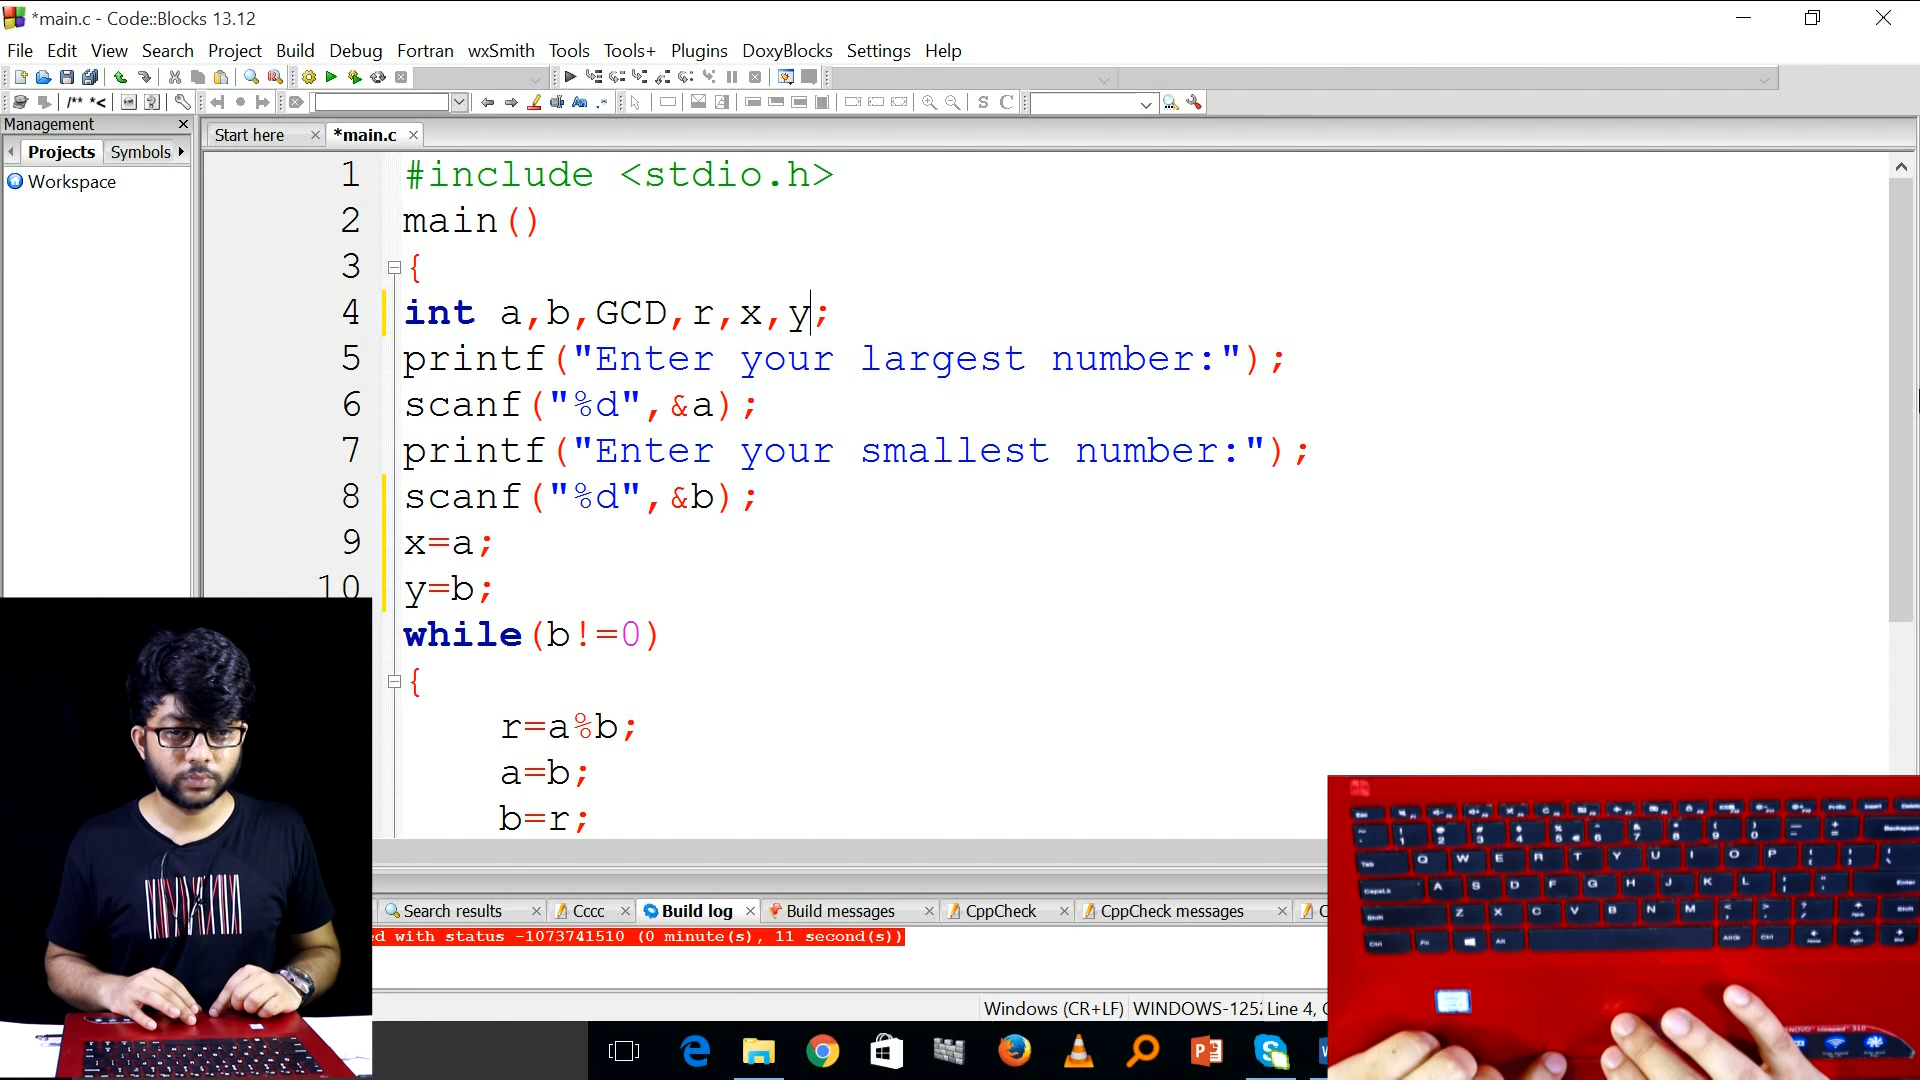 *main.c - Code::Blocks 13.12
File Edit View Search Project Build Debug Fortran wxSmith Tools Tools+ Plugins DoxyBlocks Settings Help
Management
Start here *main.c
Projects Symbols
Workspace
1 #include <stdio.h>
2 main()
3 {
4 int a,b,GCD,r,x,y;
5 printf("Enter your largest number:");
6 scanf("%d",&a);
7 printf("Enter your smallest number:");
8 scanf("%d",&b);
9 x=a;
10 y=b;
while(b!=0)
{
r=a%b;
a=b;
b=r;
Search results Cccc Build log Build messages CppCheck CppCheck messages
d with status -1073741510 (0 minute(s), 11 second(s))
Windows (CR+LF) WINDOWS-1252 Line 4,
Q W E R T Y U I O P
A S D F G H J K L
Z X C V B N M